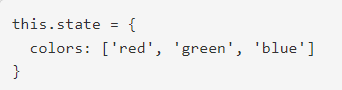 this.state = {
  colors: ['red', 'green', 'blue']
}